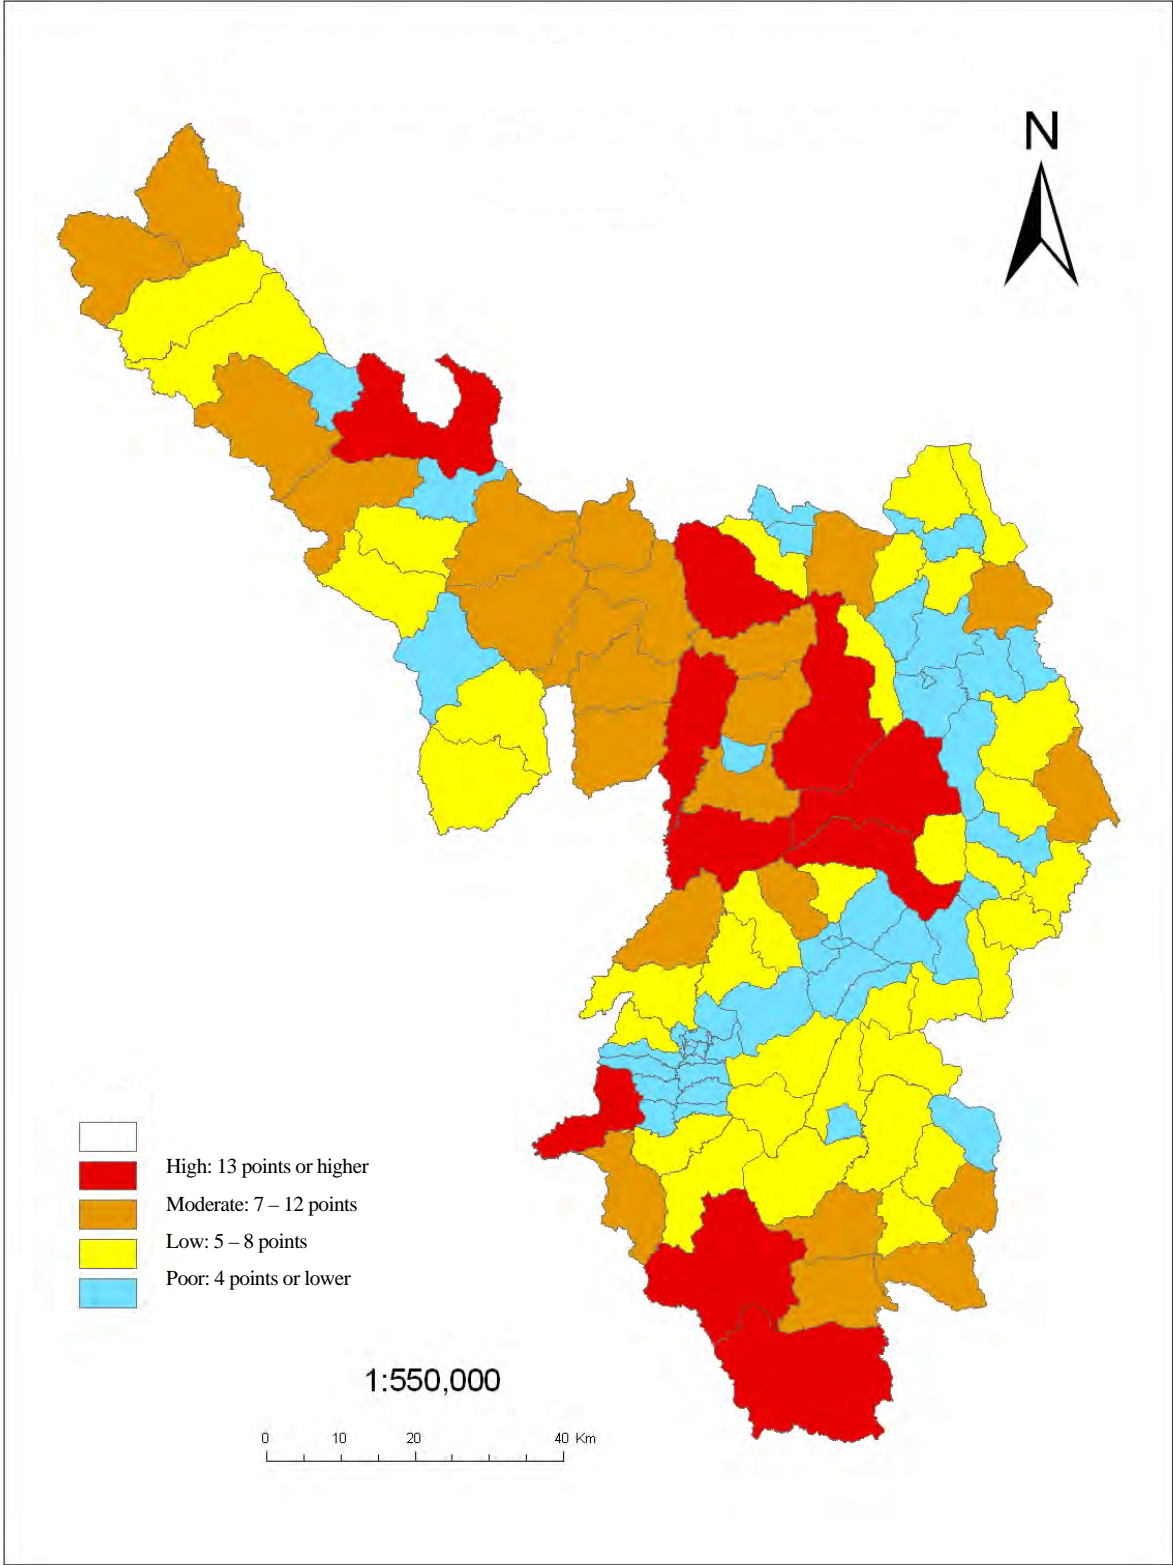 N
High: 13 points or higher
Moderate: 7 – 12 points
Low: 5 – 8 points
Poor: 4 points or lower
1:550,000
0 10 20 40 Km